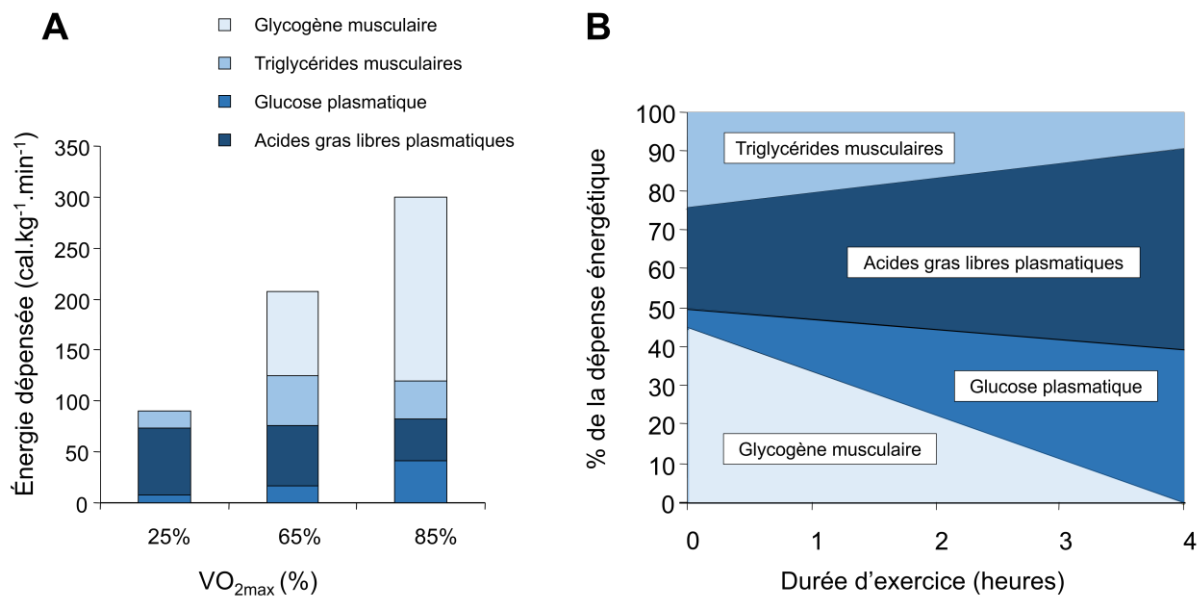 A
Glycogène musculaire
Triglycérides musculaires
Glucose plasmatique
Acides gras libres plasmatiques
Énergie dépensée (cal.kg⁻¹.min⁻¹)
350
300
250
200
150
100
50
0
25%
65%
85%
VO₂max (%)
B
% de la dépense énergétique
100
90
80
70
60
50
40
30
20
10
0
Triglycérides musculaires
Acides gras libres plasmatiques
Glucose plasmatique
Glycogène musculaire
0
1
2
3
4
Durée d’exercice (heures)